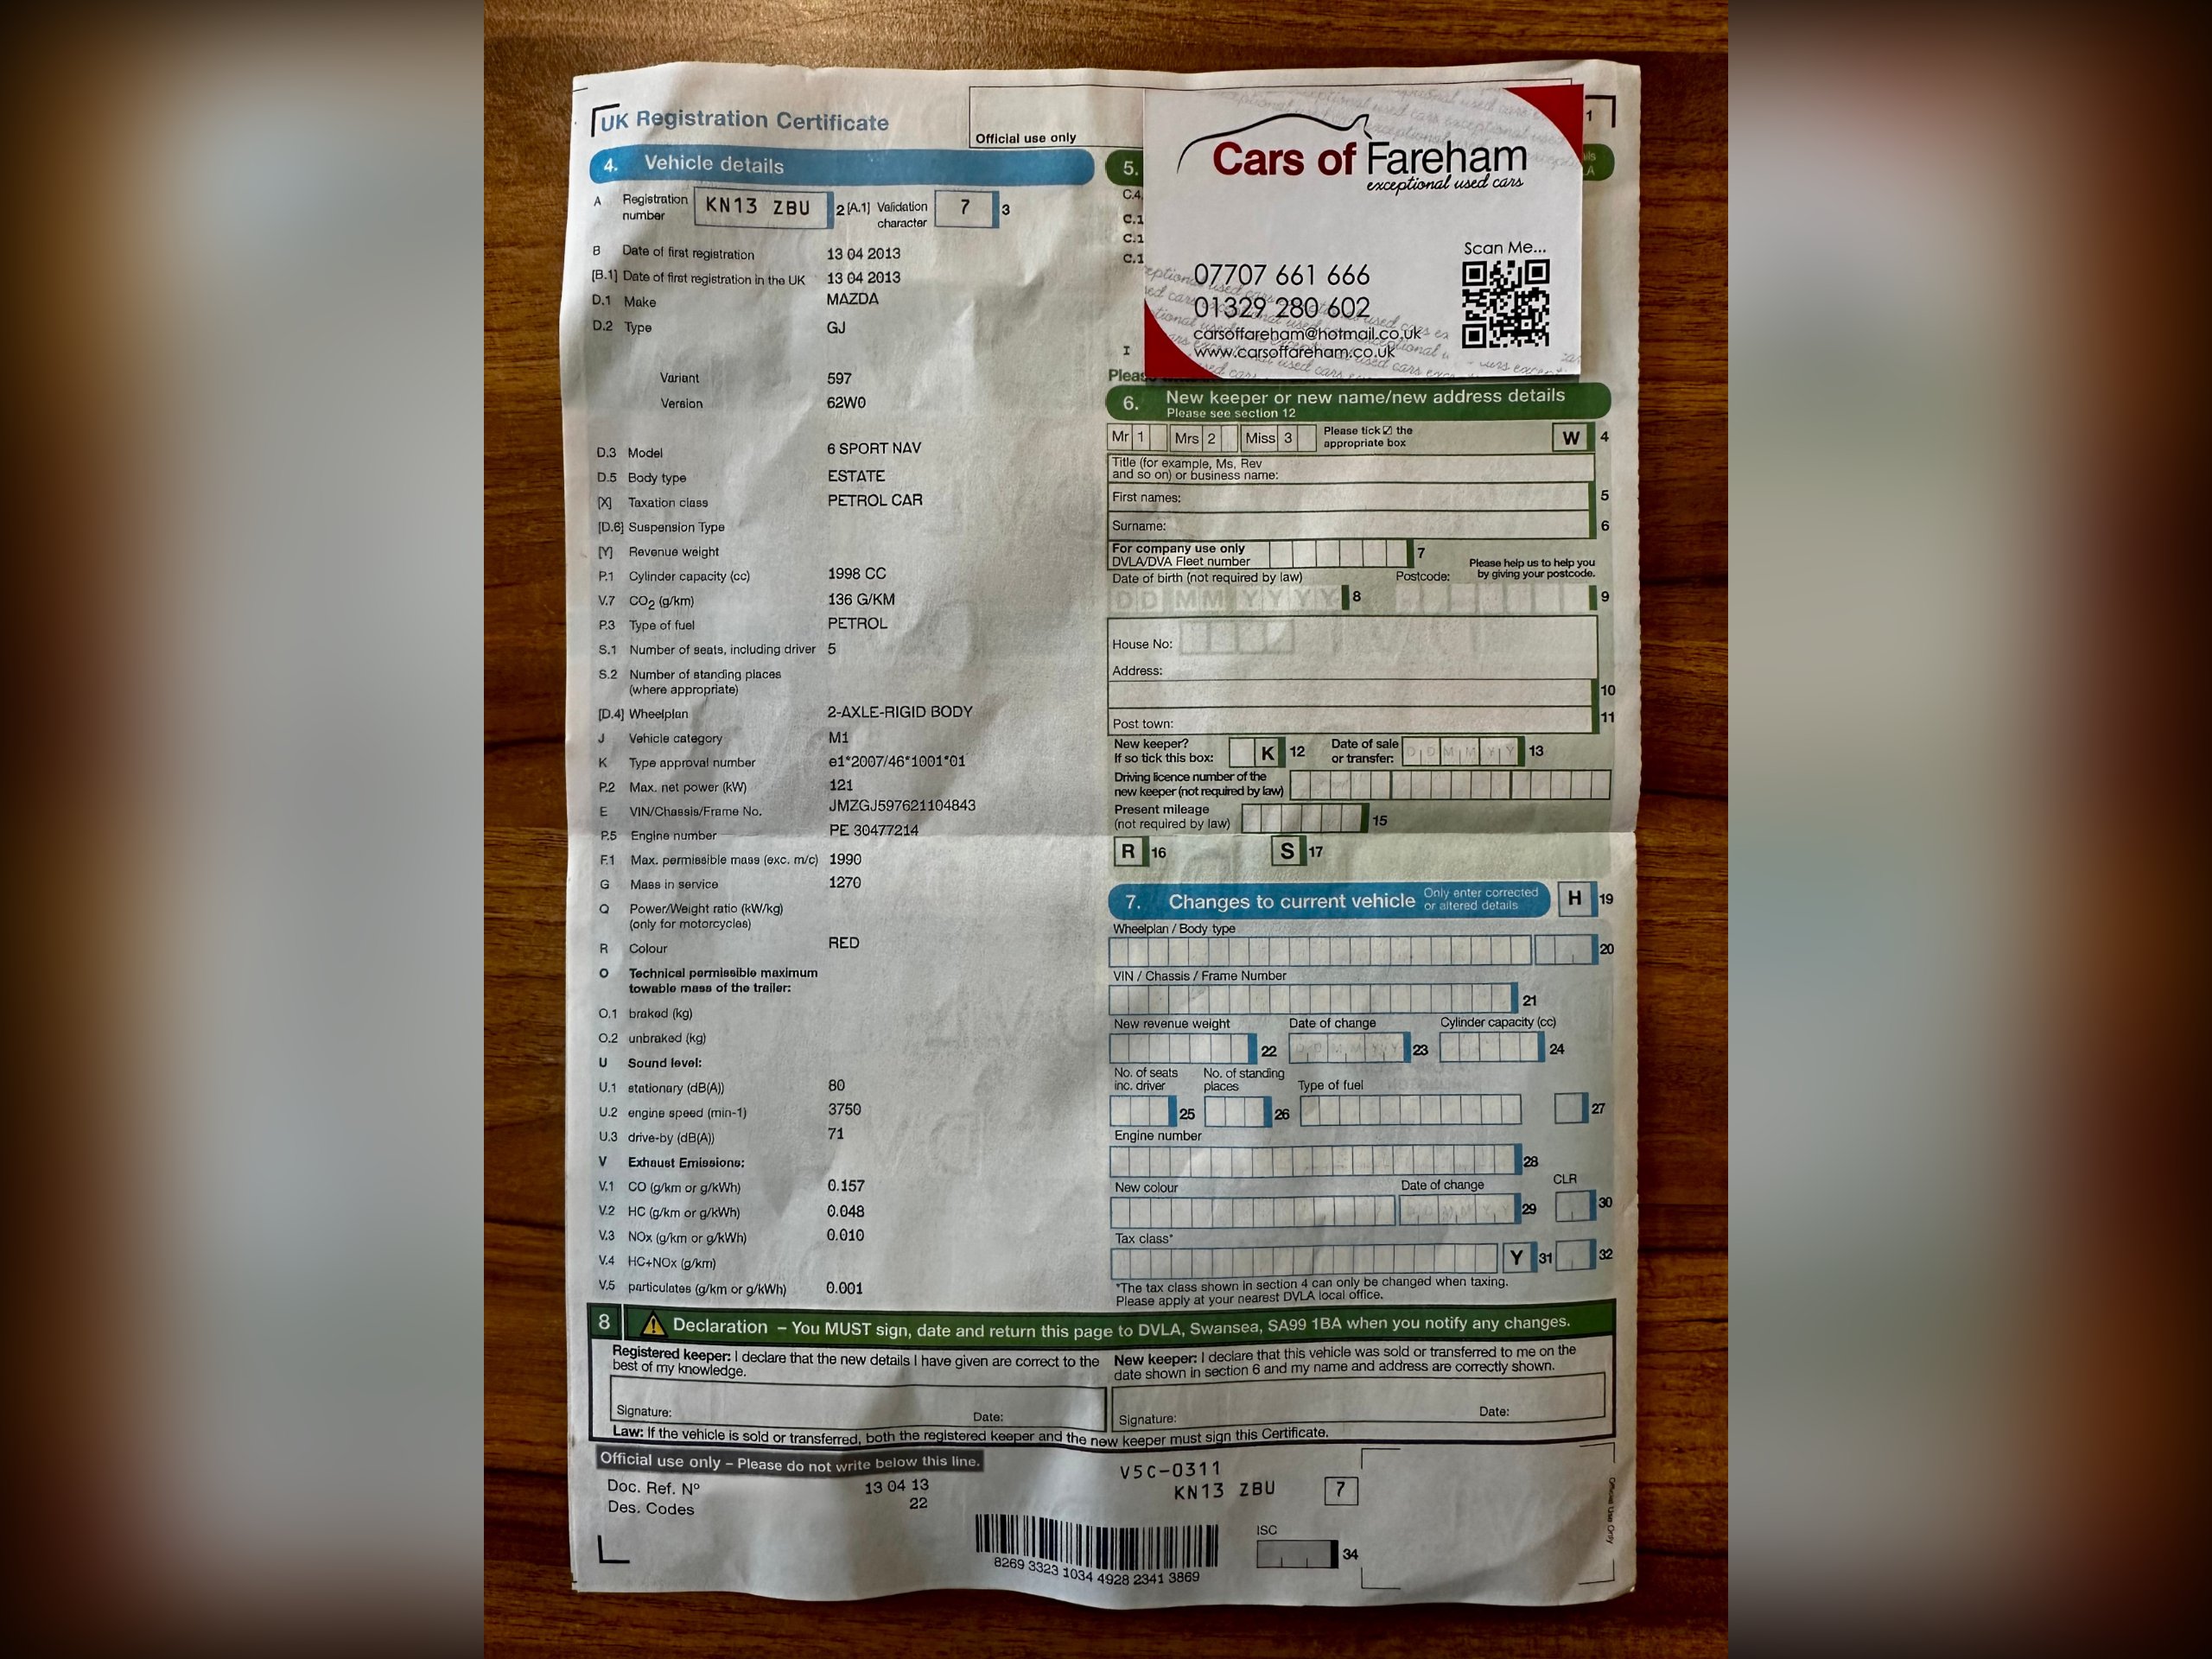 UK Registration Certificate
Official use only
1
4. Vehicle details
A Registration number KN13 ZBU 2 [A.1] Validation character 7 3
B Date of first registration 13 04 2013
[B.1] Date of first registration in the UK 13 04 2013
D.1 Make MAZDA
D.2 Type GJ
Variant 597
Version 62W0
D.3 Model 6 SPORT NAV
D.5 Body type ESTATE
[X] Taxation class PETROL CAR
[D.6] Suspension Type
[Y] Revenue weight
P.1 Cylinder capacity (cc) 1998 CC
V.7 CO2 (g/km) 136 G/KM
P.3 Type of fuel PETROL
S.1 Number of seats, including driver 5
S.2 Number of standing places
(where appropriate)
[D.4] Wheelplan 2-AXLE-RIGID BODY
J Vehicle category M1
K Type approval number e1*2007/46*1001*01
P.2 Max. net power (kW) 121
E VIN/Chassis/Frame No. JMZGJ597621104843
P.5 Engine number PE 30477214
F.1 Max. permissible mass (exc. m/c) 1990
G Mass in service 1270
Q Power/Weight ratio (kW/kg)
(only for motorcycles)
R Colour RED
O Technical permissible maximum
towable mass of the trailer:
O.1 braked (kg)
O.2 unbraked (kg)
U Sound level:
U.1 stationary (dB(A)) 80
U.2 engine speed (min-1) 3750
U.3 drive-by (dB(A)) 71
V Exhaust Emissions:
V.1 CO (g/km or g/kWh) 0.157
V.2 HC (g/km or g/kWh) 0.048
V.3 NOx (g/km or g/kWh) 0.010
V.4 HC+NOx (g/km)
V.5 particulates (g/km or g/kWh) 0.001
5.
C.4
C.1
C.1
C.1
I
Cars of Fareham
exceptional used cars
Scan Me...
07707 661 666
01329 280 602
carsoffareham@hotmail.co.uk
www.carsoffareham.co.uk
6. New keeper or new name/new address details
Please see section 12
Mr 1 Mrs 2 Miss 3 Please tick ☑ the appropriate box W 4
Title (for example, Ms, Rev
and so on) or business name:
First names: 5
Surname: 6
For company use only
DVLA/DVA Fleet number 7
Please help us to help you
by giving your postcode.
Date of birth (not required by law) Postcode:
DD MM YYYY 8 9
House No:
Address:
10
Post town: 11
New keeper?
If so tick this box: K 12 Date of sale or transfer: D D M M Y Y 13
Driving licence number of the
new keeper (not required by law)
Present mileage
(not required by law) 15
R 16 S 17
7. Changes to current vehicle Only enter corrected or altered details H 19
Wheelplan / Body type
20
VIN / Chassis / Frame Number
21
New revenue weight Date of change Cylinder capacity (cc)
22 23 24
No. of seats inc. driver No. of standing places Type of fuel
25 26 27
Engine number
28
New colour Date of change CLR
29 30
Tax class*
Y 31 32
*The tax class shown in section 4 can only be changed when taxing.
Please apply at your nearest DVLA local office.
8 Declaration – You MUST sign, date and return this page to DVLA, Swansea, SA99 1BA when you notify any changes.
Registered keeper: I declare that the new details I have given are correct to the
best of my knowledge.
Signature: Date:
New keeper: I declare that this vehicle was sold or transferred to me on the
date shown in section 6 and my name and address are correctly shown.
Signature: Date:
Law: If the vehicle is sold or transferred, both the registered keeper and the new keeper must sign this Certificate.
Official use only – Please do not write below this line.
Doc. Ref. Nº 13 04 13
Des. Codes 22
V5C-0311
KN13 ZBU 7
8269 3323 1034 4928 2341 3869
ISC
34
Official Use Only